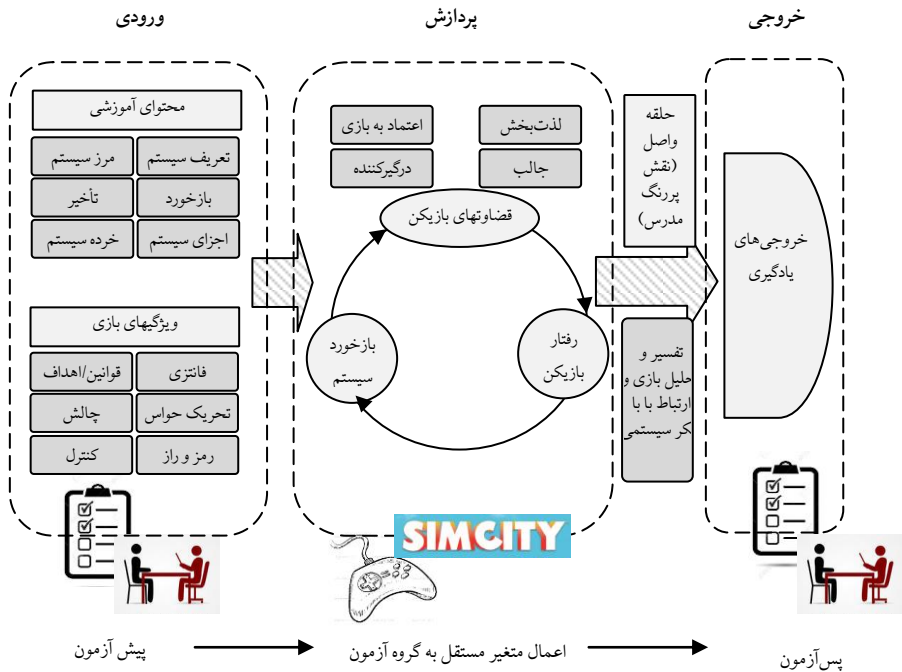 ورودی
پردازش
خروجی
محتوای آموزشی
تعریف سیستم
مرز سیستم
بازخورد
تأخیر
اجزای سیستم
خرده سیستم
ویژگیهای بازی
فانتزی
قوانین/اهداف
تحریک حواس
چالش
رمز و راز
کنترل
لذت‌بخش
اعتماد به بازی
جالب
درگیرکننده
قضاوتهای بازیکن
رفتار
بازیکن
بازخورد
سیستم
SIMCITY
حلقه
واصل
(نقش
پررنگ
مدرس)
تفسیر و
حلیل بازی و
ارتباط با با
کر سیستمی
خروجی‌های
یادگیری
پیش آزمون
اعمال متغیر مستقل به گروه آزمون
پس‌آزمون